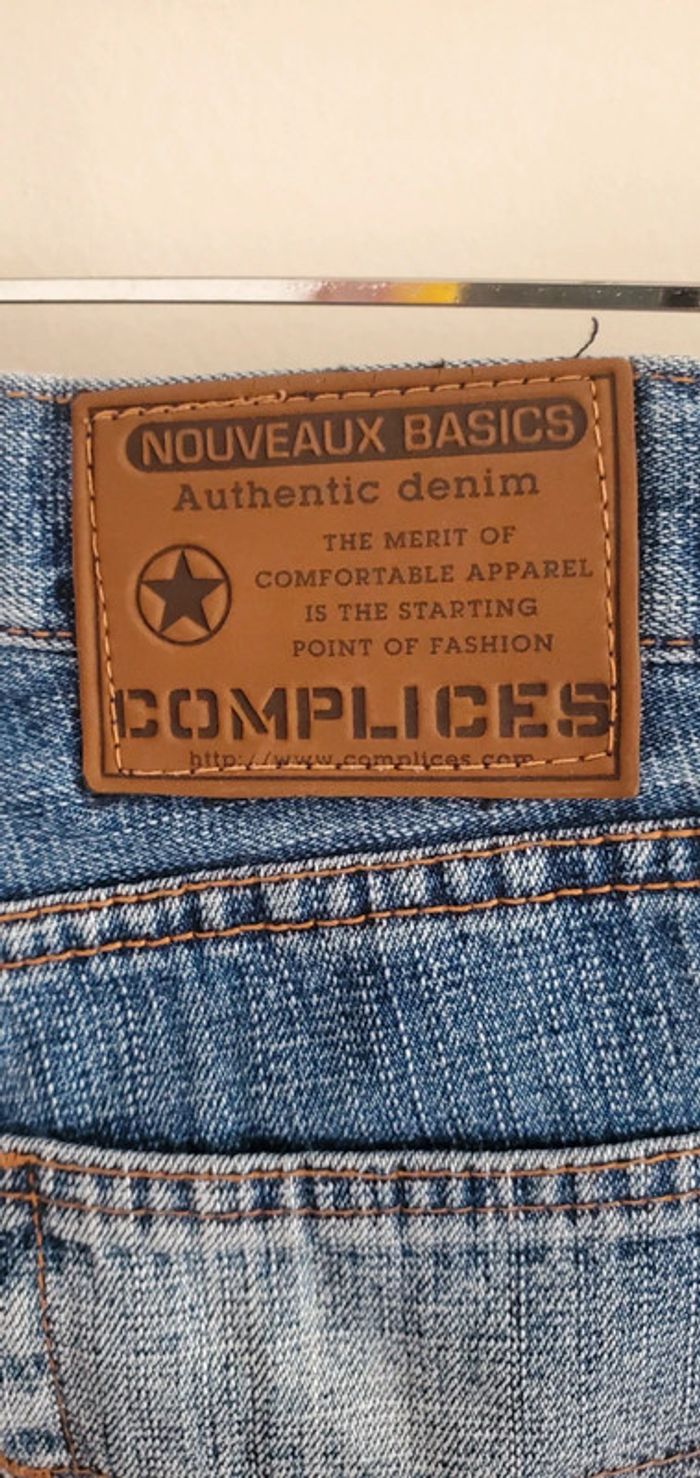 NOUVEAUX BASICS
Authentic denim
THE MERIT OF
COMFORTABLE APPAREL
IS THE STARTING
POINT OF FASHION
COMPLICES
http://www.complices.com